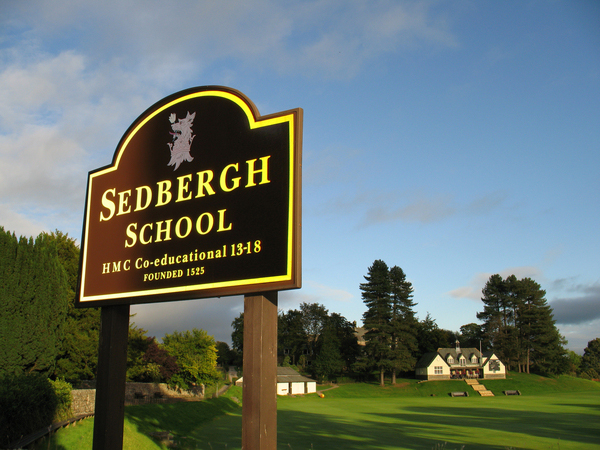 SEDBERGH
SCHOOL
HMC Co-educational 13-18
FOUNDED 1525